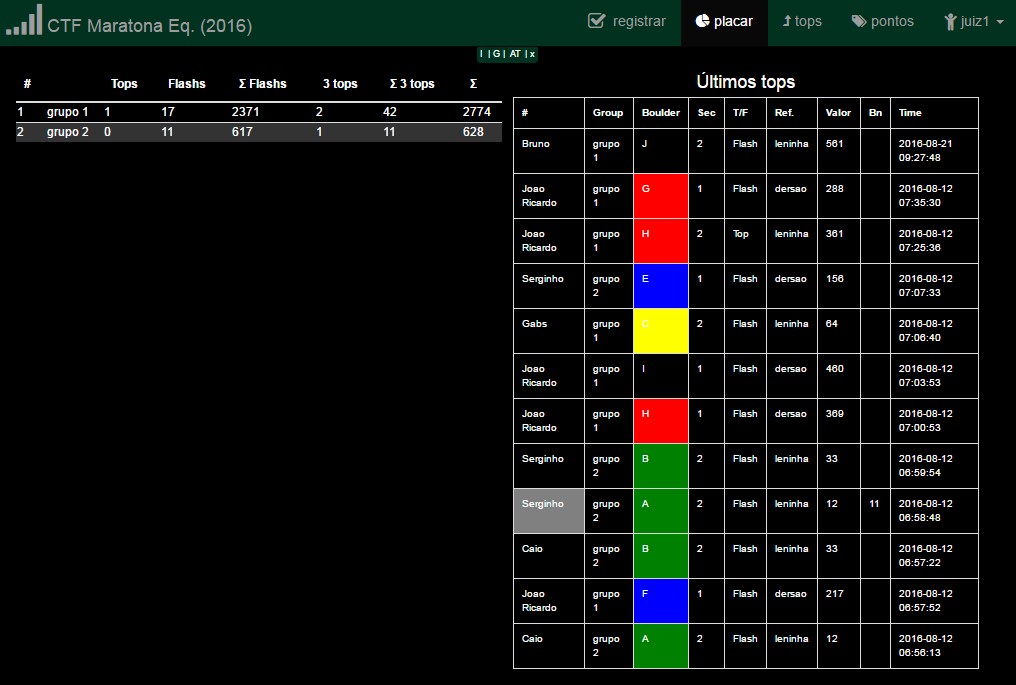 CTF Maratona Eq. (2016) registrar placar tops pontos juiz1
I | G | AT | x
# Tops Flashs Σ Flashs 3 tops Σ 3 tops Σ
1 grupo 1 1 17 2371 2 42 2774
2 grupo 2 0 11 617 1 11 628
Últimos tops
# Group Boulder Sec T/F Ref. Valor Bn Time
Bruno grupo J 2 Flash leninha 561 2016-08-21
1 09:27:48
Joao grupo G 1 Flash dersao 288 2016-08-12
Ricardo 1 07:35:30
Joao grupo H 2 Top leninha 361 2016-08-12
Ricardo 1 07:25:36
Serginho grupo E 1 Flash dersao 156 2016-08-12
2 07:07:33
Gabs grupo C 2 Flash leninha 64 2016-08-12
1 07:06:40
Joao grupo I 1 Flash dersao 460 2016-08-12
Ricardo 1 07:03:53
Joao grupo H 1 Flash dersao 369 2016-08-12
Ricardo 1 07:00:53
Serginho grupo B 2 Flash leninha 33 2016-08-12
2 06:59:54
Serginho grupo A 2 Flash leninha 12 11 2016-08-12
2 06:58:48
Caio grupo B 2 Flash leninha 33 2016-08-12
2 06:57:22
Joao grupo F 1 Flash dersao 217 2016-08-12
Ricardo 1 06:57:52
Caio grupo A 2 Flash leninha 12 2016-08-12
2 06:56:13